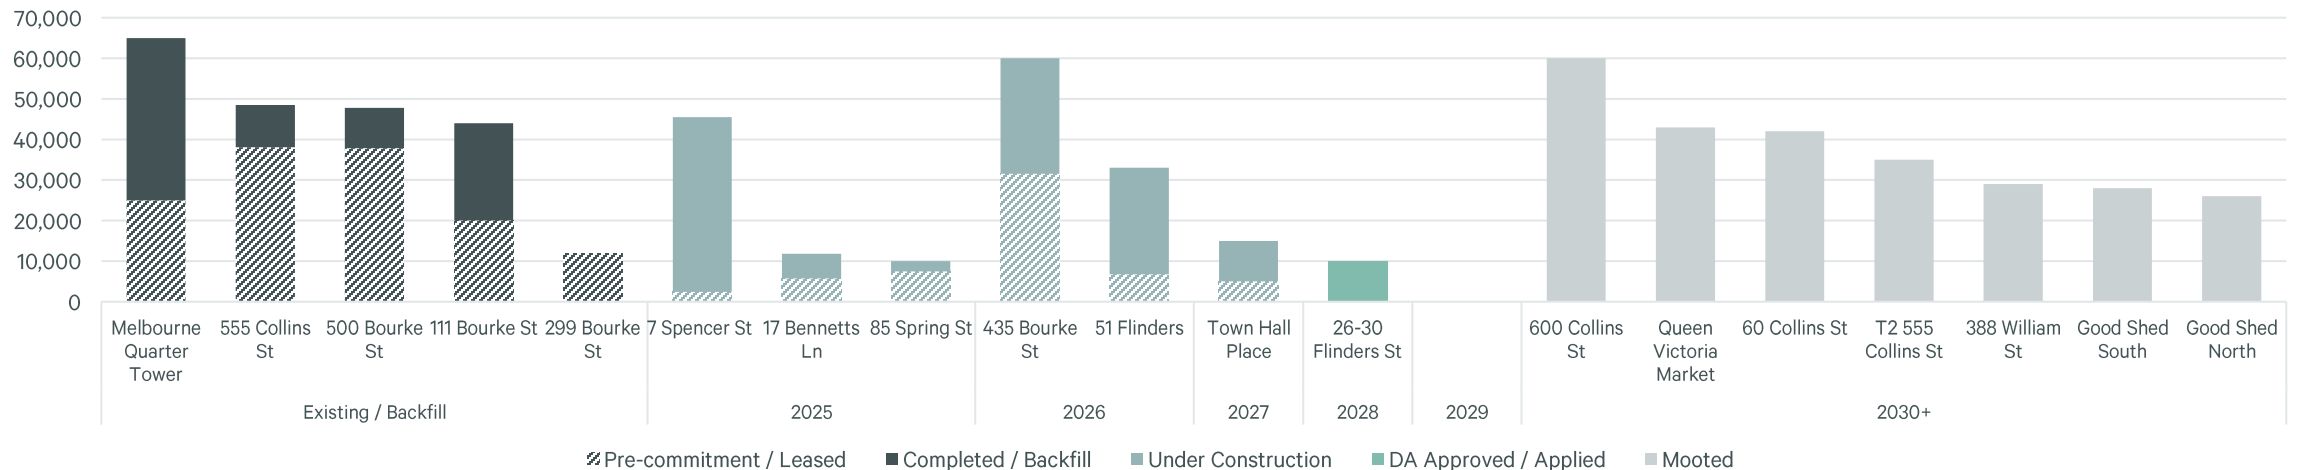 70,000
60,000
50,000
40,000
30,000
20,000
10,000
0
Melbourne
Quarter
Tower
555 Collins
St
500 Bourke
St
111 Bourke St
299 Bourke
St
7 Spencer St
17 Bennetts
Ln
85 Spring St
435 Bourke
St
51 Flinders
Town Hall
Place
26-30
Flinders St
600 Collins
St
Queen
Victoria
Market
60 Collins St
T2 555
Collins St
388 William
St
Good Shed
South
Good Shed
North
Existing / Backfill
2025
2026
2027
2028
2029
2030+
Pre-commitment / Leased
Completed / Backfill
Under Construction
DA Approved / Applied
Mooted